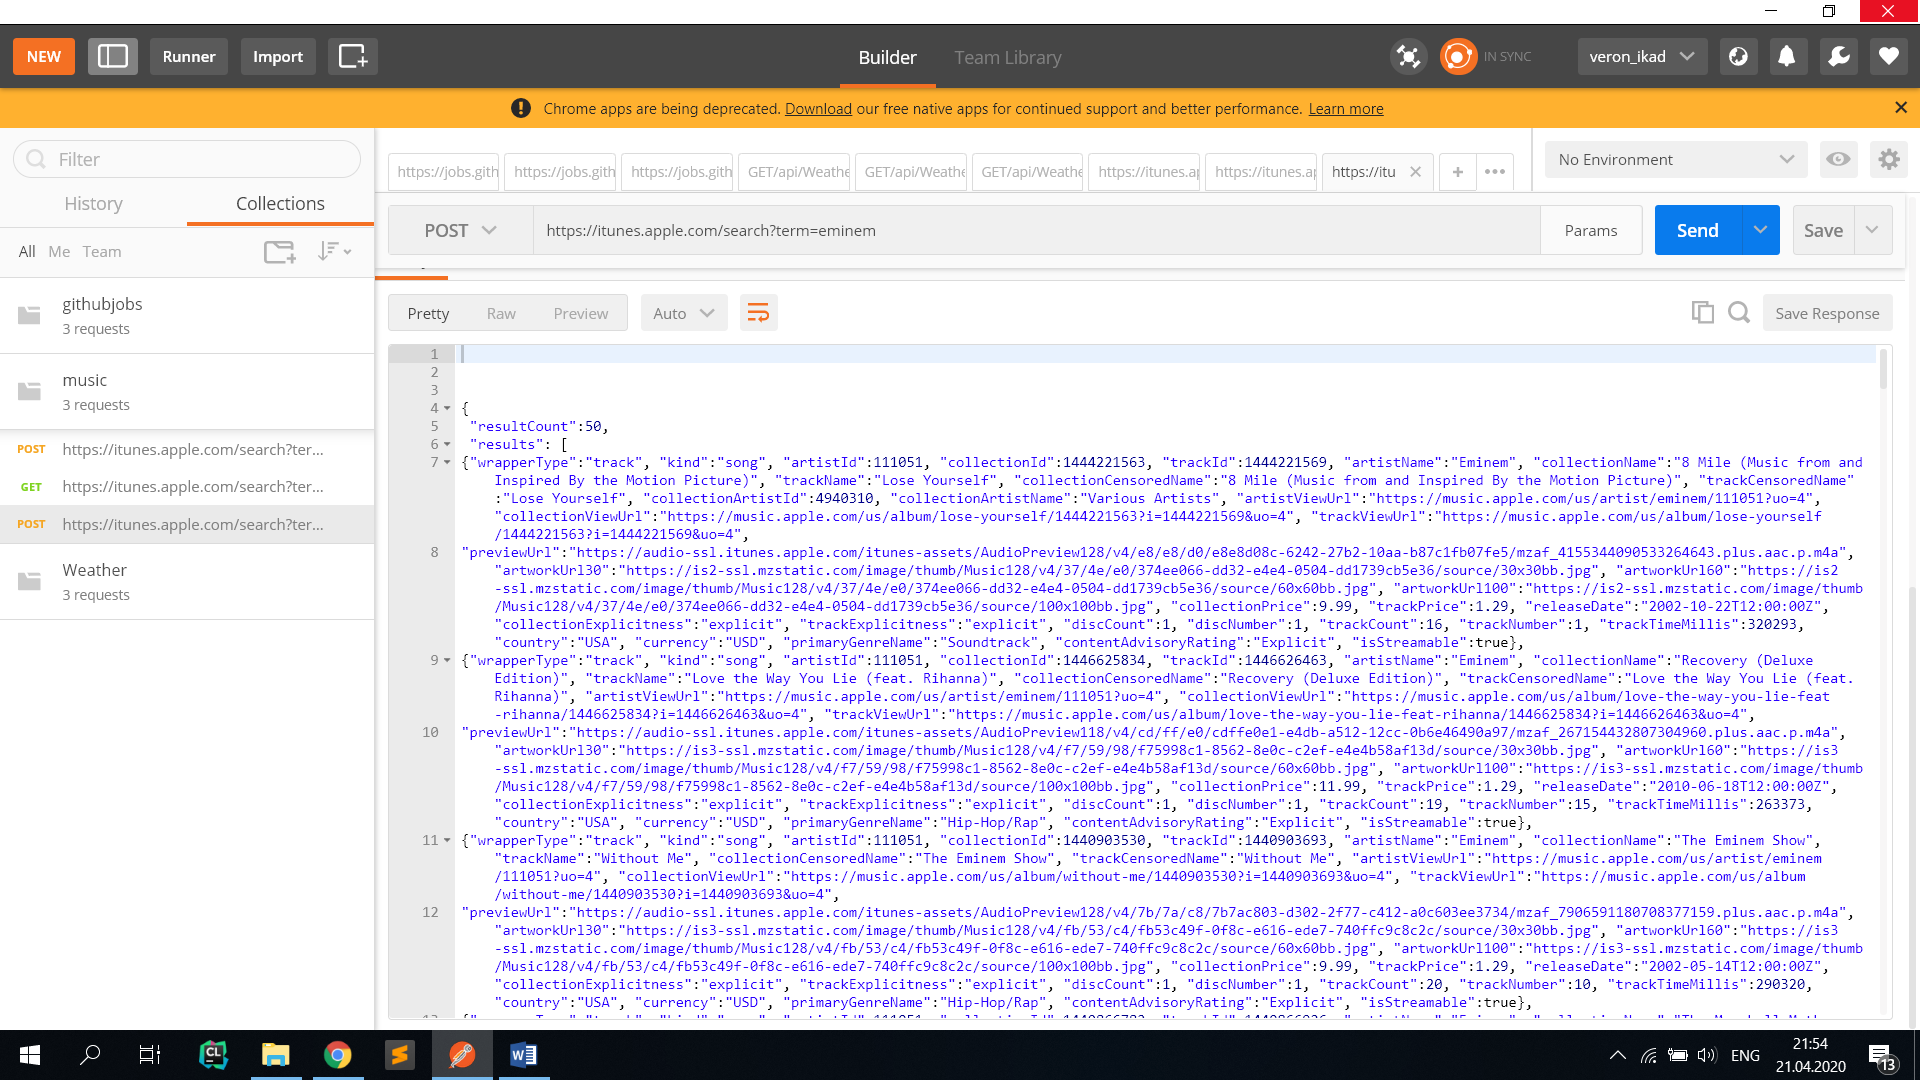 NEW
Runner
Import
Builder
Team Library
IN SYNC
veron_ikad
Chrome apps are being deprecated. Download our free native apps for continued support and better performance. Learn more
Filter
History
Collections
All Me Team
githubjobs
3 requests
music
3 requests
POST https://itunes.apple.com/search?ter...
GET https://itunes.apple.com/search?ter...
POST https://itunes.apple.com/search?ter...
Weather
3 requests
https://jobs.gith
https://jobs.gith
https://jobs.gith
GET/api/Weathe
GET/api/Weathe
GET/api/Weathe
https://itunes.ap
https://itunes.ap
https://itu
No Environment
POST
https://itunes.apple.com/search?term=eminem
Params
Send
Save
Pretty
Raw
Preview
Auto
Save Response
1
2
3
4 {
5 "resultCount":50,
6 "results": [
7 {"wrapperType":"track", "kind":"song", "artistId":111051, "collectionId":1444221563, "trackId":1444221569, "artistName":"Eminem", "collectionName":"8 Mile (Music from and
Inspired By the Motion Picture)", "trackName":"Lose Yourself", "collectionCensoredName":"8 Mile (Music from and Inspired By the Motion Picture)", "trackCensoredName"
:"Lose Yourself", "collectionArtistId":4940310, "collectionArtistName":"Various Artists", "artistViewUrl":"https://music.apple.com/us/artist/eminem/111051?uo=4",
"collectionViewUrl":"https://music.apple.com/us/album/lose-yourself/1444221563?i=1444221569&uo=4", "trackViewUrl":"https://music.apple.com/us/album/lose-yourself
/1444221563?i=1444221569&uo=4",
8 "previewUrl":"https://audio-ssl.itunes.apple.com/itunes-assets/AudioPreview128/v4/e8/e8/d0/e8e8d08c-6242-27b2-10aa-b87c1fb07fe5/mzaf_4155344090533264643.plus.aac.p.m4a",
"artworkUrl30":"https://is2-ssl.mzstatic.com/image/thumb/Music128/v4/37/4e/e0/374ee066-dd32-e4e4-0504-dd1739cb5e36/source/30x30bb.jpg", "artworkUrl60":"https://is2
-ssl.mzstatic.com/image/thumb/Music128/v4/37/4e/e0/374ee066-dd32-e4e4-0504-dd1739cb5e36/source/60x60bb.jpg", "artworkUrl100":"https://is2-ssl.mzstatic.com/image/thumb
/Music128/v4/37/4e/e0/374ee066-dd32-e4e4-0504-dd1739cb5e36/source/100x100bb.jpg", "collectionPrice":9.99, "trackPrice":1.29, "releaseDate":"2002-10-22T12:00:00Z",
"collectionExplicitness":"explicit", "trackExplicitness":"explicit", "discCount":1, "discNumber":1, "trackCount":16, "trackNumber":1, "trackTimeMillis":320293,
"country":"USA", "currency":"USD", "primaryGenreName":"Soundtrack", "contentAdvisoryRating":"Explicit", "isStreamable":true},
9 {"wrapperType":"track", "kind":"song", "artistId":111051, "collectionId":1446625834, "trackId":1446626463, "artistName":"Eminem", "collectionName":"Recovery (Deluxe
Edition)", "trackName":"Love the Way You Lie (feat. Rihanna)", "collectionCensoredName":"Recovery (Deluxe Edition)", "trackCensoredName":"Love the Way You Lie (feat.
Rihanna)", "artistViewUrl":"https://music.apple.com/us/artist/eminem/111051?uo=4", "collectionViewUrl":"https://music.apple.com/us/album/love-the-way-you-lie-feat
-rihanna/1446625834?i=1446626463&uo=4", "trackViewUrl":"https://music.apple.com/us/album/love-the-way-you-lie-feat-rihanna/1446625834?i=1446626463&uo=4",
10 "previewUrl":"https://audio-ssl.itunes.apple.com/itunes-assets/AudioPreview118/v4/cd/ff/e0/cdffe0e1-e4db-a512-12cc-0b6e46490a97/mzaf_267154432807304960.plus.aac.p.m4a",
"artworkUrl30":"https://is3-ssl.mzstatic.com/image/thumb/Music128/v4/f7/59/98/f75998c1-8562-8e0c-c2ef-e4e4b58af13d/source/30x30bb.jpg", "artworkUrl60":"https://is3
-ssl.mzstatic.com/image/thumb/Music128/v4/f7/59/98/f75998c1-8562-8e0c-c2ef-e4e4b58af13d/source/60x60bb.jpg", "artworkUrl100":"https://is3-ssl.mzstatic.com/image/thumb
/Music128/v4/f7/59/98/f75998c1-8562-8e0c-c2ef-e4e4b58af13d/source/100x100bb.jpg", "collectionPrice":11.99, "trackPrice":1.29, "releaseDate":"2010-06-18T12:00:00Z",
"collectionExplicitness":"explicit", "trackExplicitness":"explicit", "discCount":1, "discNumber":1, "trackCount":19, "trackNumber":15, "trackTimeMillis":263373,
"country":"USA", "currency":"USD", "primaryGenreName":"Hip-Hop/Rap", "contentAdvisoryRating":"Explicit", "isStreamable":true},
11 {"wrapperType":"track", "kind":"song", "artistId":111051, "collectionId":1440903530, "trackId":1440903693, "artistName":"Eminem", "collectionName":"The Eminem Show",
"trackName":"Without Me", "collectionCensoredName":"The Eminem Show", "trackCensoredName":"Without Me", "artistViewUrl":"https://music.apple.com/us/artist/eminem
/111051?uo=4", "collectionViewUrl":"https://music.apple.com/us/album/without-me/1440903530?i=1440903693&uo=4", "trackViewUrl":"https://music.apple.com/us/album
/without-me/1440903530?i=1440903693&uo=4",
12 "previewUrl":"https://audio-ssl.itunes.apple.com/itunes-assets/AudioPreview128/v4/7b/7a/c8/7b7ac803-d302-2f77-c412-a0c603ee3734/mzaf_7906591180708377159.plus.aac.p.m4a",
"artworkUrl30":"https://is3-ssl.mzstatic.com/image/thumb/Music128/v4/fb/53/c4/fb53c49f-0f8c-e616-ede7-740ffc9c8c2c/source/30x30bb.jpg", "artworkUrl60":"https://is3
-ssl.mzstatic.com/image/thumb/Music128/v4/fb/53/c4/fb53c49f-0f8c-e616-ede7-740ffc9c8c2c/source/60x60bb.jpg", "artworkUrl100":"https://is3-ssl.mzstatic.com/image/thumb
/Music128/v4/fb/53/c4/fb53c49f-0f8c-e616-ede7-740ffc9c8c2c/source/100x100bb.jpg", "collectionPrice":9.99, "trackPrice":1.29, "releaseDate":"2002-05-14T12:00:00Z",
"collectionExplicitness":"explicit", "trackExplicitness":"explicit", "discCount":1, "discNumber":1, "trackCount":20, "trackNumber":10, "trackTimeMillis":290320,
"country":"USA", "currency":"USD", "primaryGenreName":"Hip-Hop/Rap", "contentAdvisoryRating":"Explicit", "isStreamable":true},
ENG
21:54
21.04.2020
13